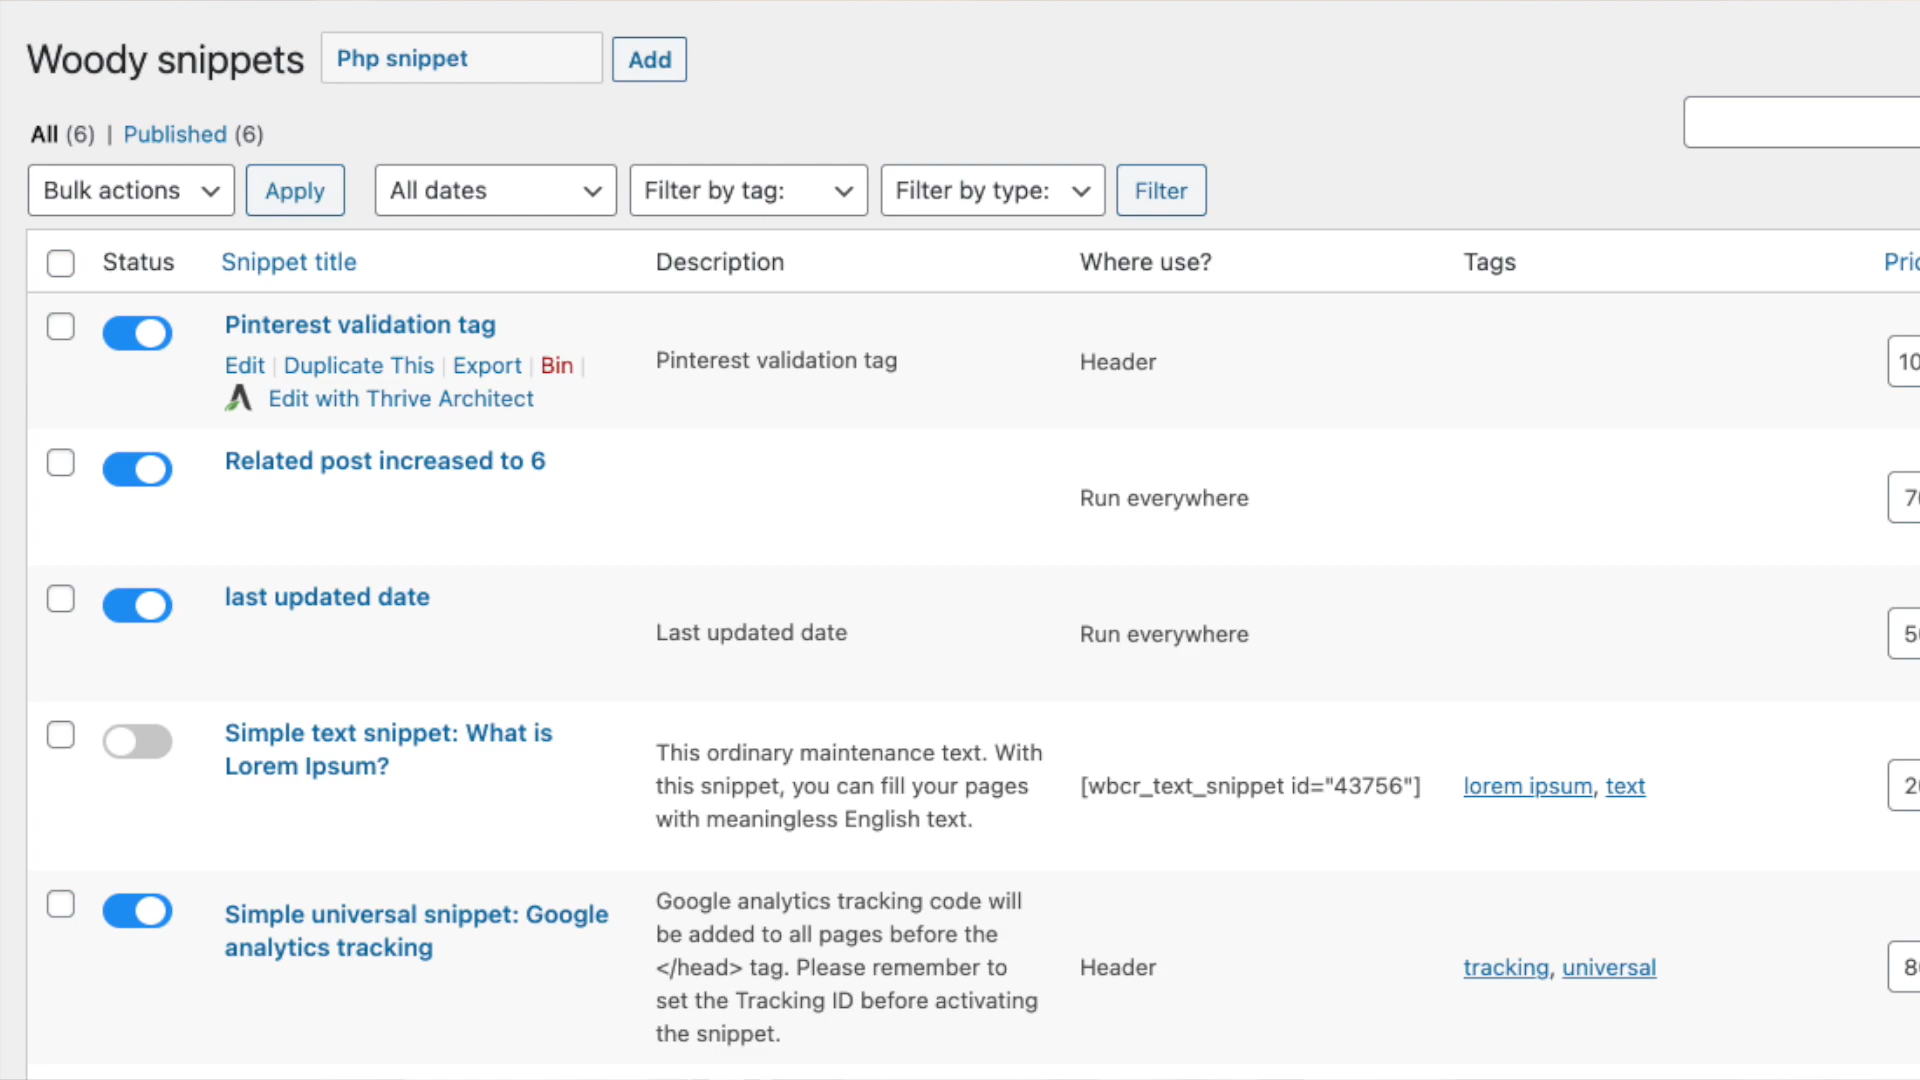 Woody snippets Php snippet Add
All (6) | Published (6)
Bulk actions Apply All dates Filter by tag: Filter by type: Filter
Status Snippet title Description Where use? Tags
Pinterest validation tag
Edit | Duplicate This | Export | Bin |
Edit with Thrive Architect
Pinterest validation tag
Header
10
Related post increased to 6
Run everywhere
last updated date
Last updated date
Run everywhere
Simple text snippet: What is
Lorem Ipsum?
This ordinary maintenance text. With
this snippet, you can fill your pages
with meaningless English text.
[wbcr_text_snippet id="43756"]
lorem ipsum, text
Simple universal snippet: Google
analytics tracking
Google analytics tracking code will
be added to all pages before the
</head> tag. Please remember to
set the Tracking ID before activating
the snippet.
Header
tracking, universal